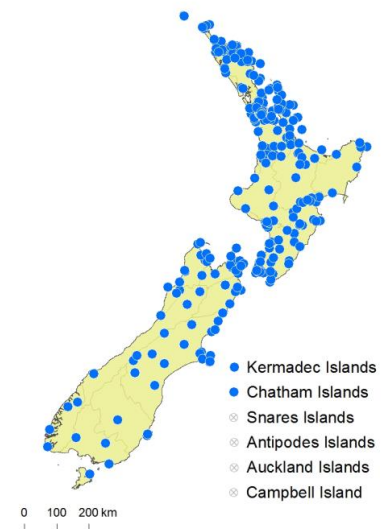 Kermadec Islands
Chatham Islands
Snares Islands
Antipodes Islands
Auckland Islands
Campbell Island
0 100 200 km